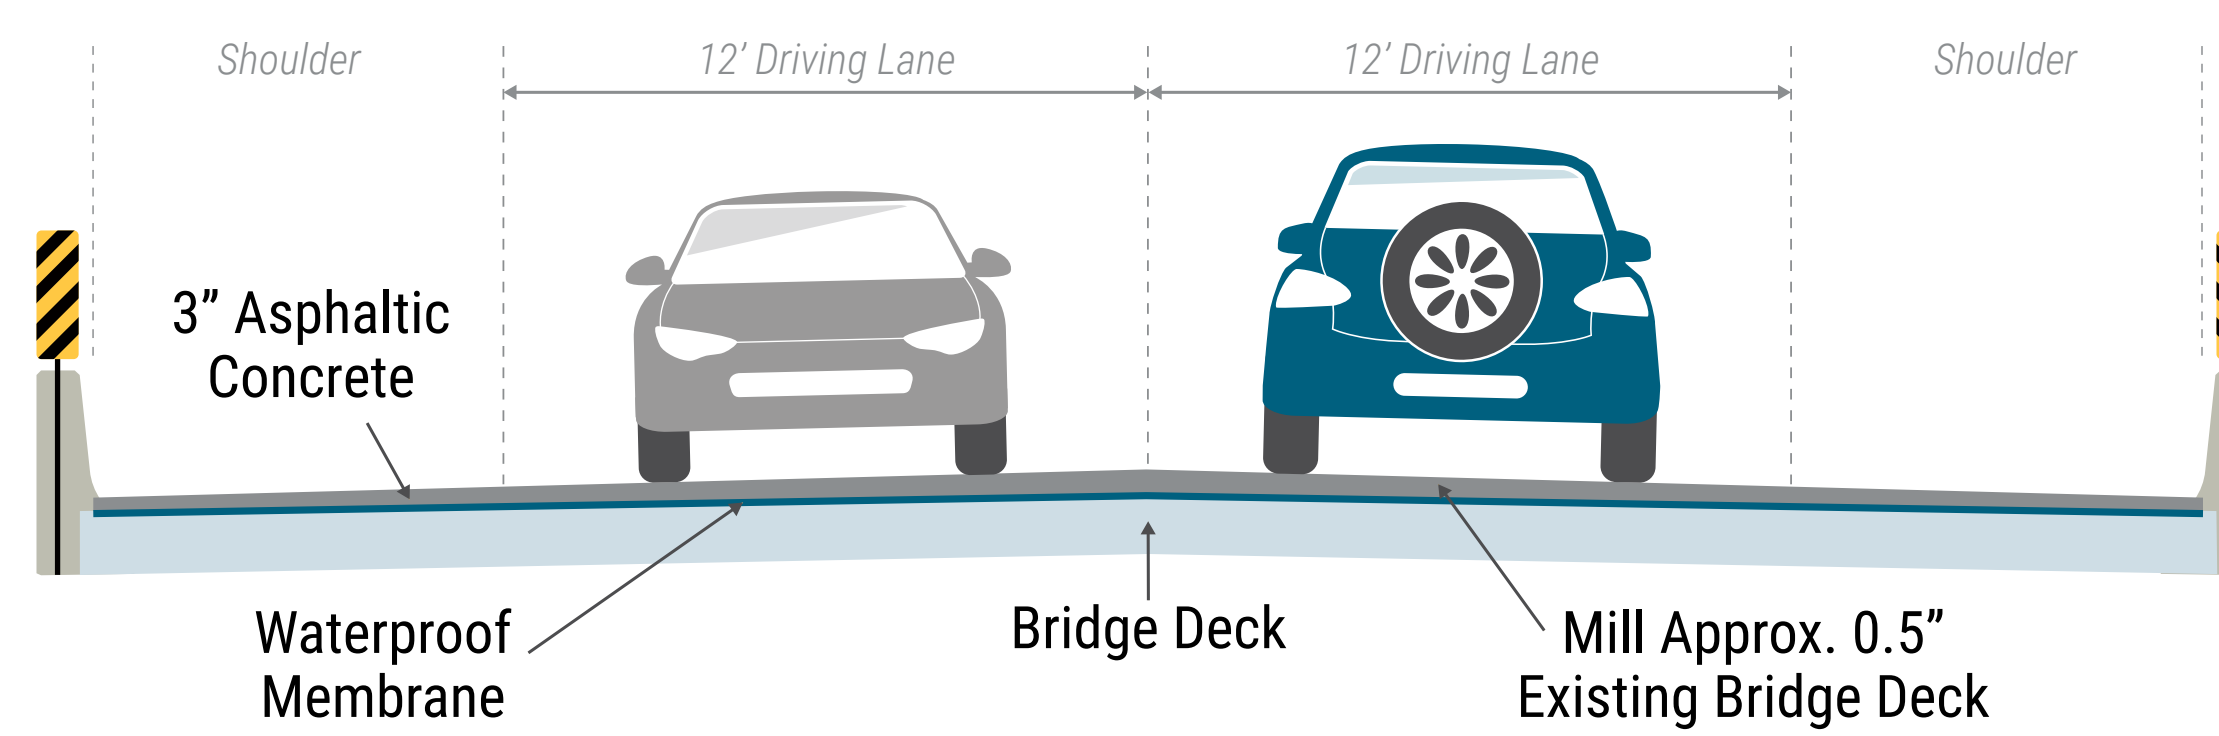 Shoulder
12’ Driving Lane
12’ Driving Lane
Shoulder
3” Asphaltic
Concrete
Waterproof
Membrane
Bridge Deck
Mill Approx. 0.5”
Existing Bridge Deck